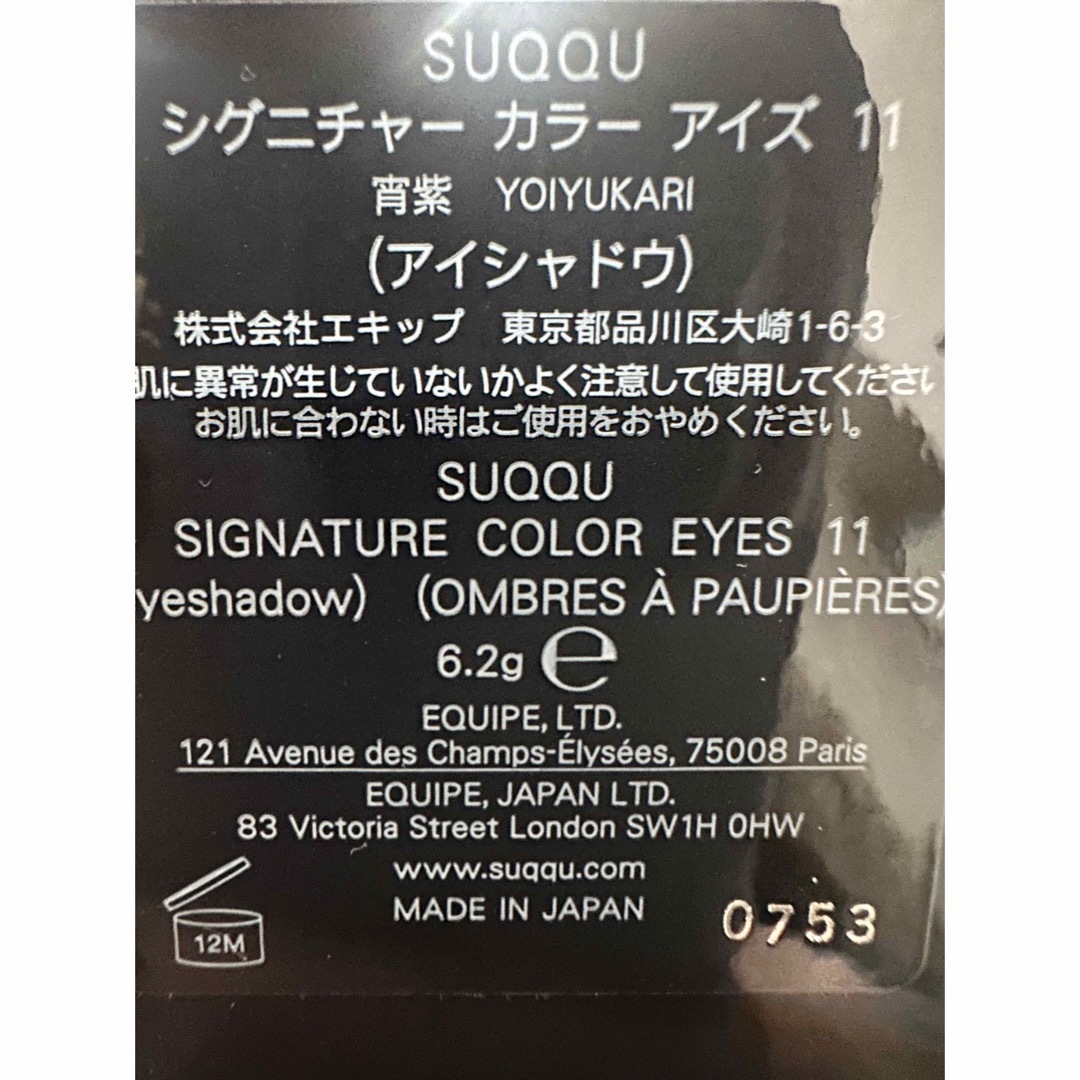 SUQQU
シグニチャー カラー アイズ 11
宵紫 YOIYUKARI
(アイシャドウ)
株式会社エキップ 東京都品川区大崎1-6-3
肌に異常が生じていないかよく注意して使用してください
お肌に合わない時はご使用をおやめください。
SUQQU
SIGNATURE COLOR EYES 11
yeshadow) (OMBRES À PAUPIÈRES)
6.2g ℮
EQUIPE, LTD.
121 Avenue des Champs-Élysées, 75008 Paris
EQUIPE, JAPAN LTD.
83 Victoria Street London SW1H 0HW
www.suqqu.com
MADE IN JAPAN
0753
12M